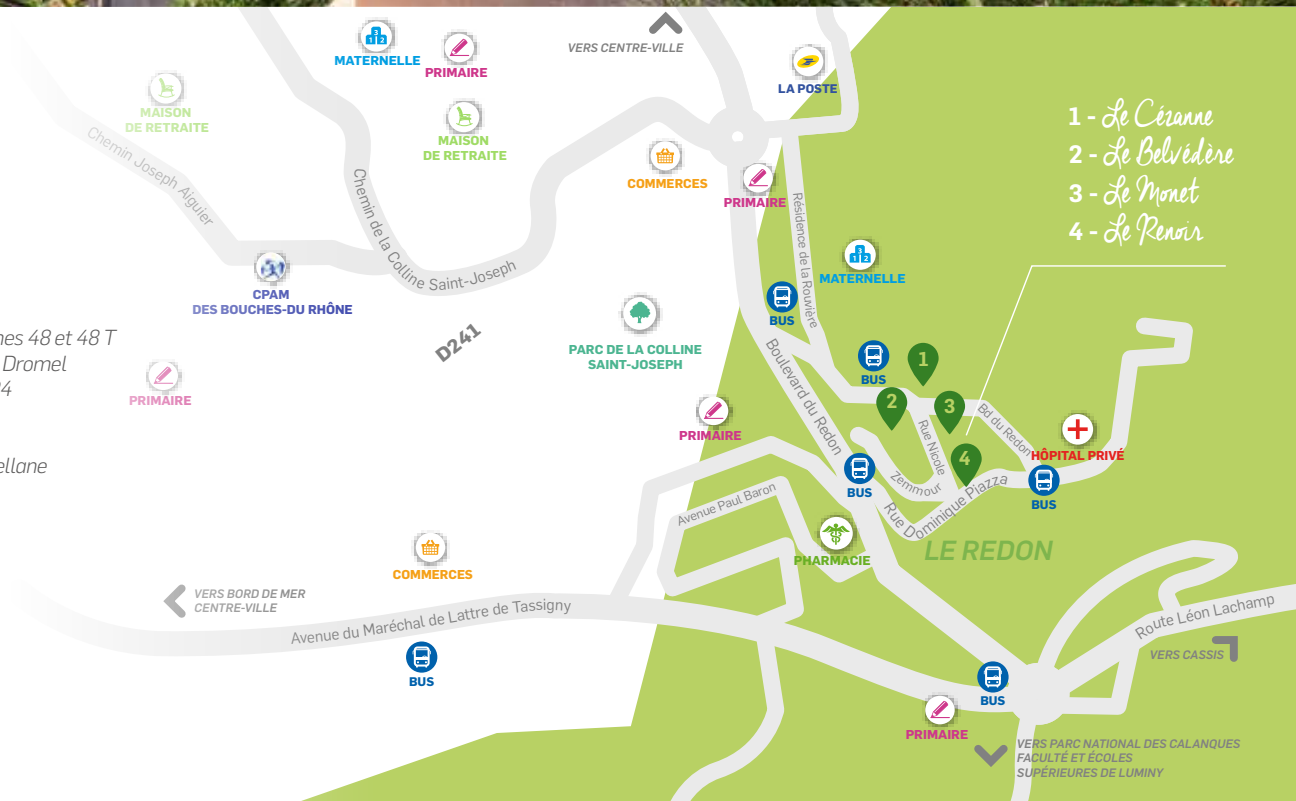 VERS CENTRE-VILLE
MATERNELLE
PRIMAIRE
LA POSTE
MAISON
DE RETRAITE
MAISON
DE RETRAITE
COMMERCES
PRIMAIRE
1 - Le Cézanne
2 - Le Belvédère
3 - Le Monet
4 - Le Renoir
Chemin Joseph Aiguier
Chemin de la Colline Saint-Joseph
Résidence de la Rouvière
MATERNELLE
CPAM
DES BOUCHES-DU RHÔNE
BUS
D241
PARC DE LA COLLINE
SAINT-JOSEPH
nes 48 et 48 T
Dromel
4
ellane
PRIMAIRE
Boulevard du Redon
BUS
1
2
3
4
Bd du Redon
Rue Nicole
PRIMAIRE
HÔPITAL PRIVÉ
BUS
Zemmour
BUS
Rue Dominique Piazza
Avenue Paul Baron
PHARMACIE
LE REDON
COMMERCES
VERS BORD DE MER
CENTRE-VILLE
Avenue du Maréchal de Lattre de Tassigny
BUS
Route Léon Lachamp
VERS CASSIS
BUS
PRIMAIRE
VERS PARC NATIONAL DES CALANQUES
FACULTÉ ET ÉCOLES
SUPÉRIEURES DE LUMINY